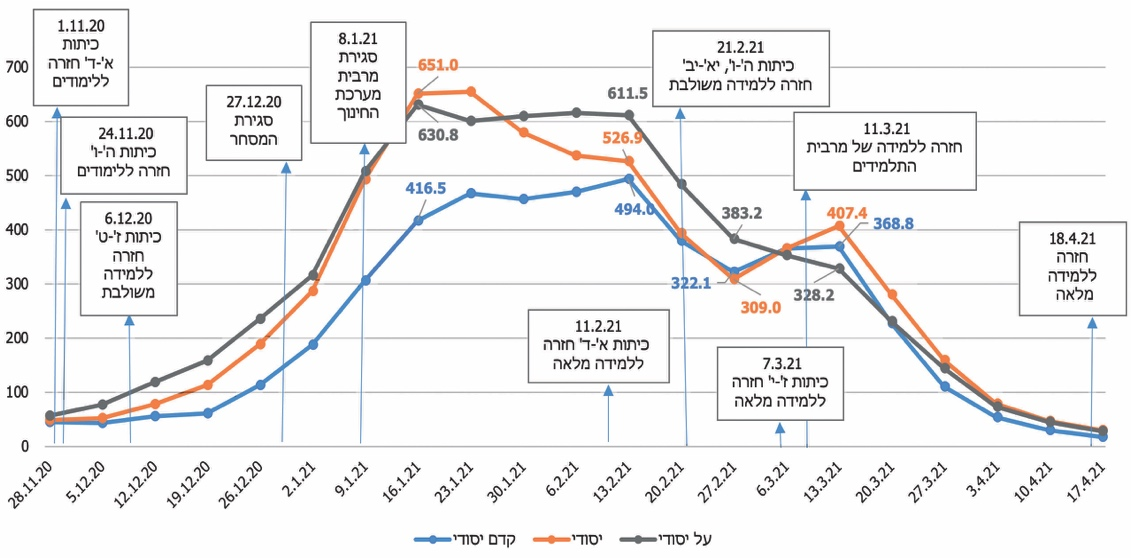 1.11.20
כיתות
א'-ד' חזרה
ללימודים
24.11.20
כיתות ה'-ו'
חזרה ללימודים
6.12.20
כיתות ז'-ט'
חזרה
ללמידה
משולבת
27.12.20
סגירת
המסחר
8.1.21
סגירת
מרבית
מערכת
החינוך
21.2.21
כיתות ה'-ו', יא'-יב'
חזרה ללמידה משולבת
11.3.21
חזרה ללמידה של מרבית
התלמידים
18.4.21
חזרה
ללמידה
מלאה
11.2.21
כיתות א'-ד' חזרה
ללמידה מלאה
7.3.21
כיתות ז'-י' חזרה
ללמידה מלאה
651.0
630.8
416.5
611.5
526.9
494.0
383.2
322.1
309.0
407.4
368.8
328.2
700
600
500
400
300
200
100
0
28.11.20 5.12.20 12.12.20 19.12.20 26.12.20 2.1.21 9.1.21 16.1.21 23.1.21 30.1.21 6.2.21 13.2.21 20.2.21 27.2.21 6.3.21 13.3.21 20.3.21 27.3.21 3.4.21 10.4.21 17.4.21
קדם יסודי יסודי על יסודי